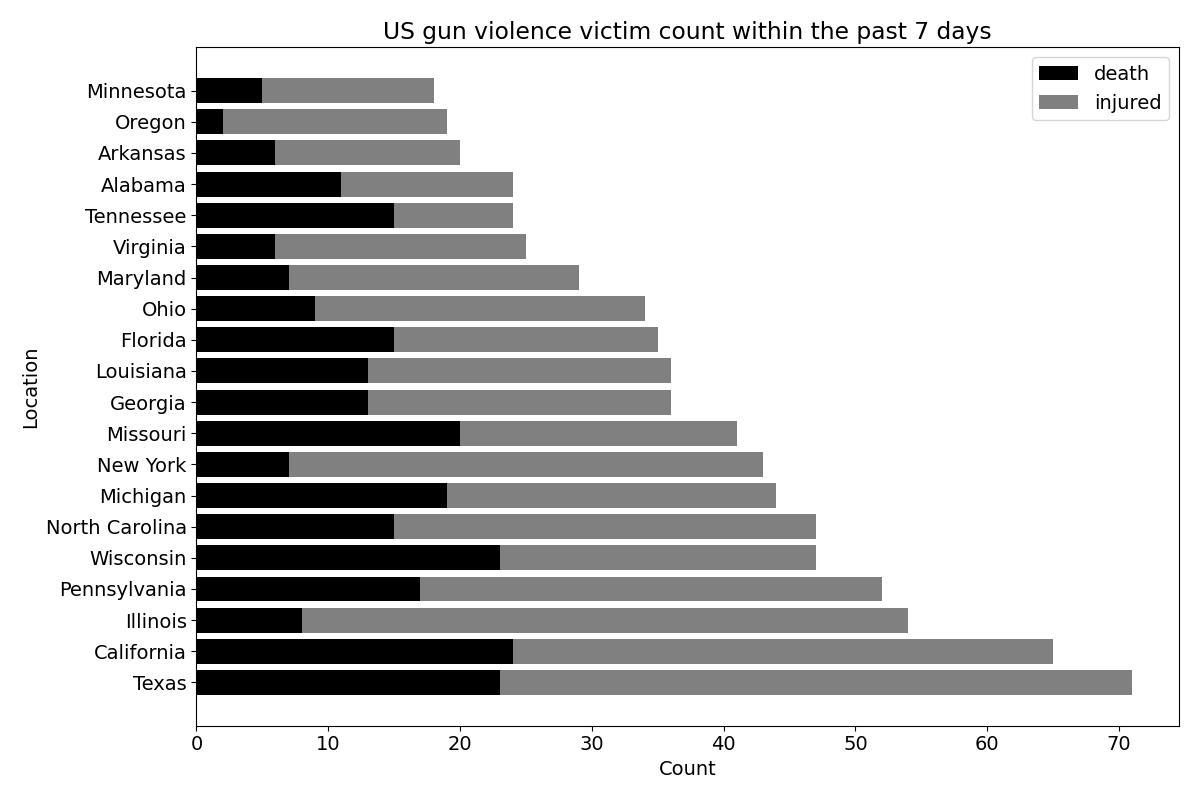 US gun violence victim count within the past 7 days
death
injured
Minnesota
Oregon
Arkansas
Alabama
Tennessee
Virginia
Maryland
Ohio
Florida
Louisiana
Georgia
Missouri
New York
Michigan
North Carolina
Wisconsin
Pennsylvania
Illinois
California
Texas
Location
0 10 20 30 40 50 60 70
Count